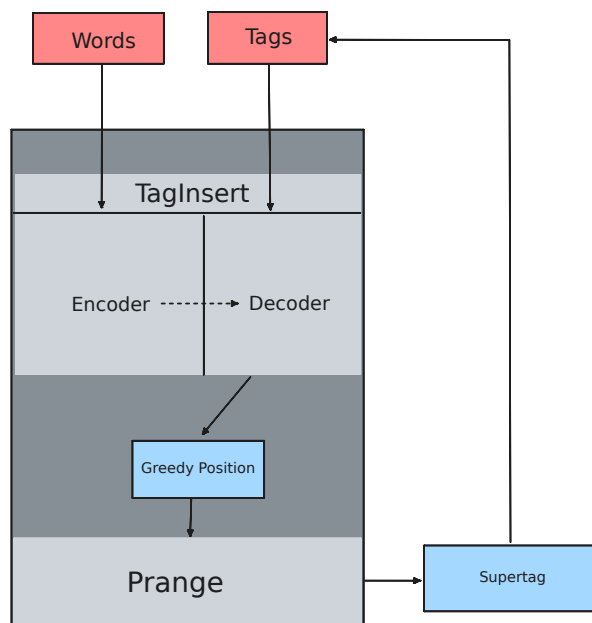 Words
Tags
TagInsert
Encoder
Decoder
Greedy Position
Prange
Supertag